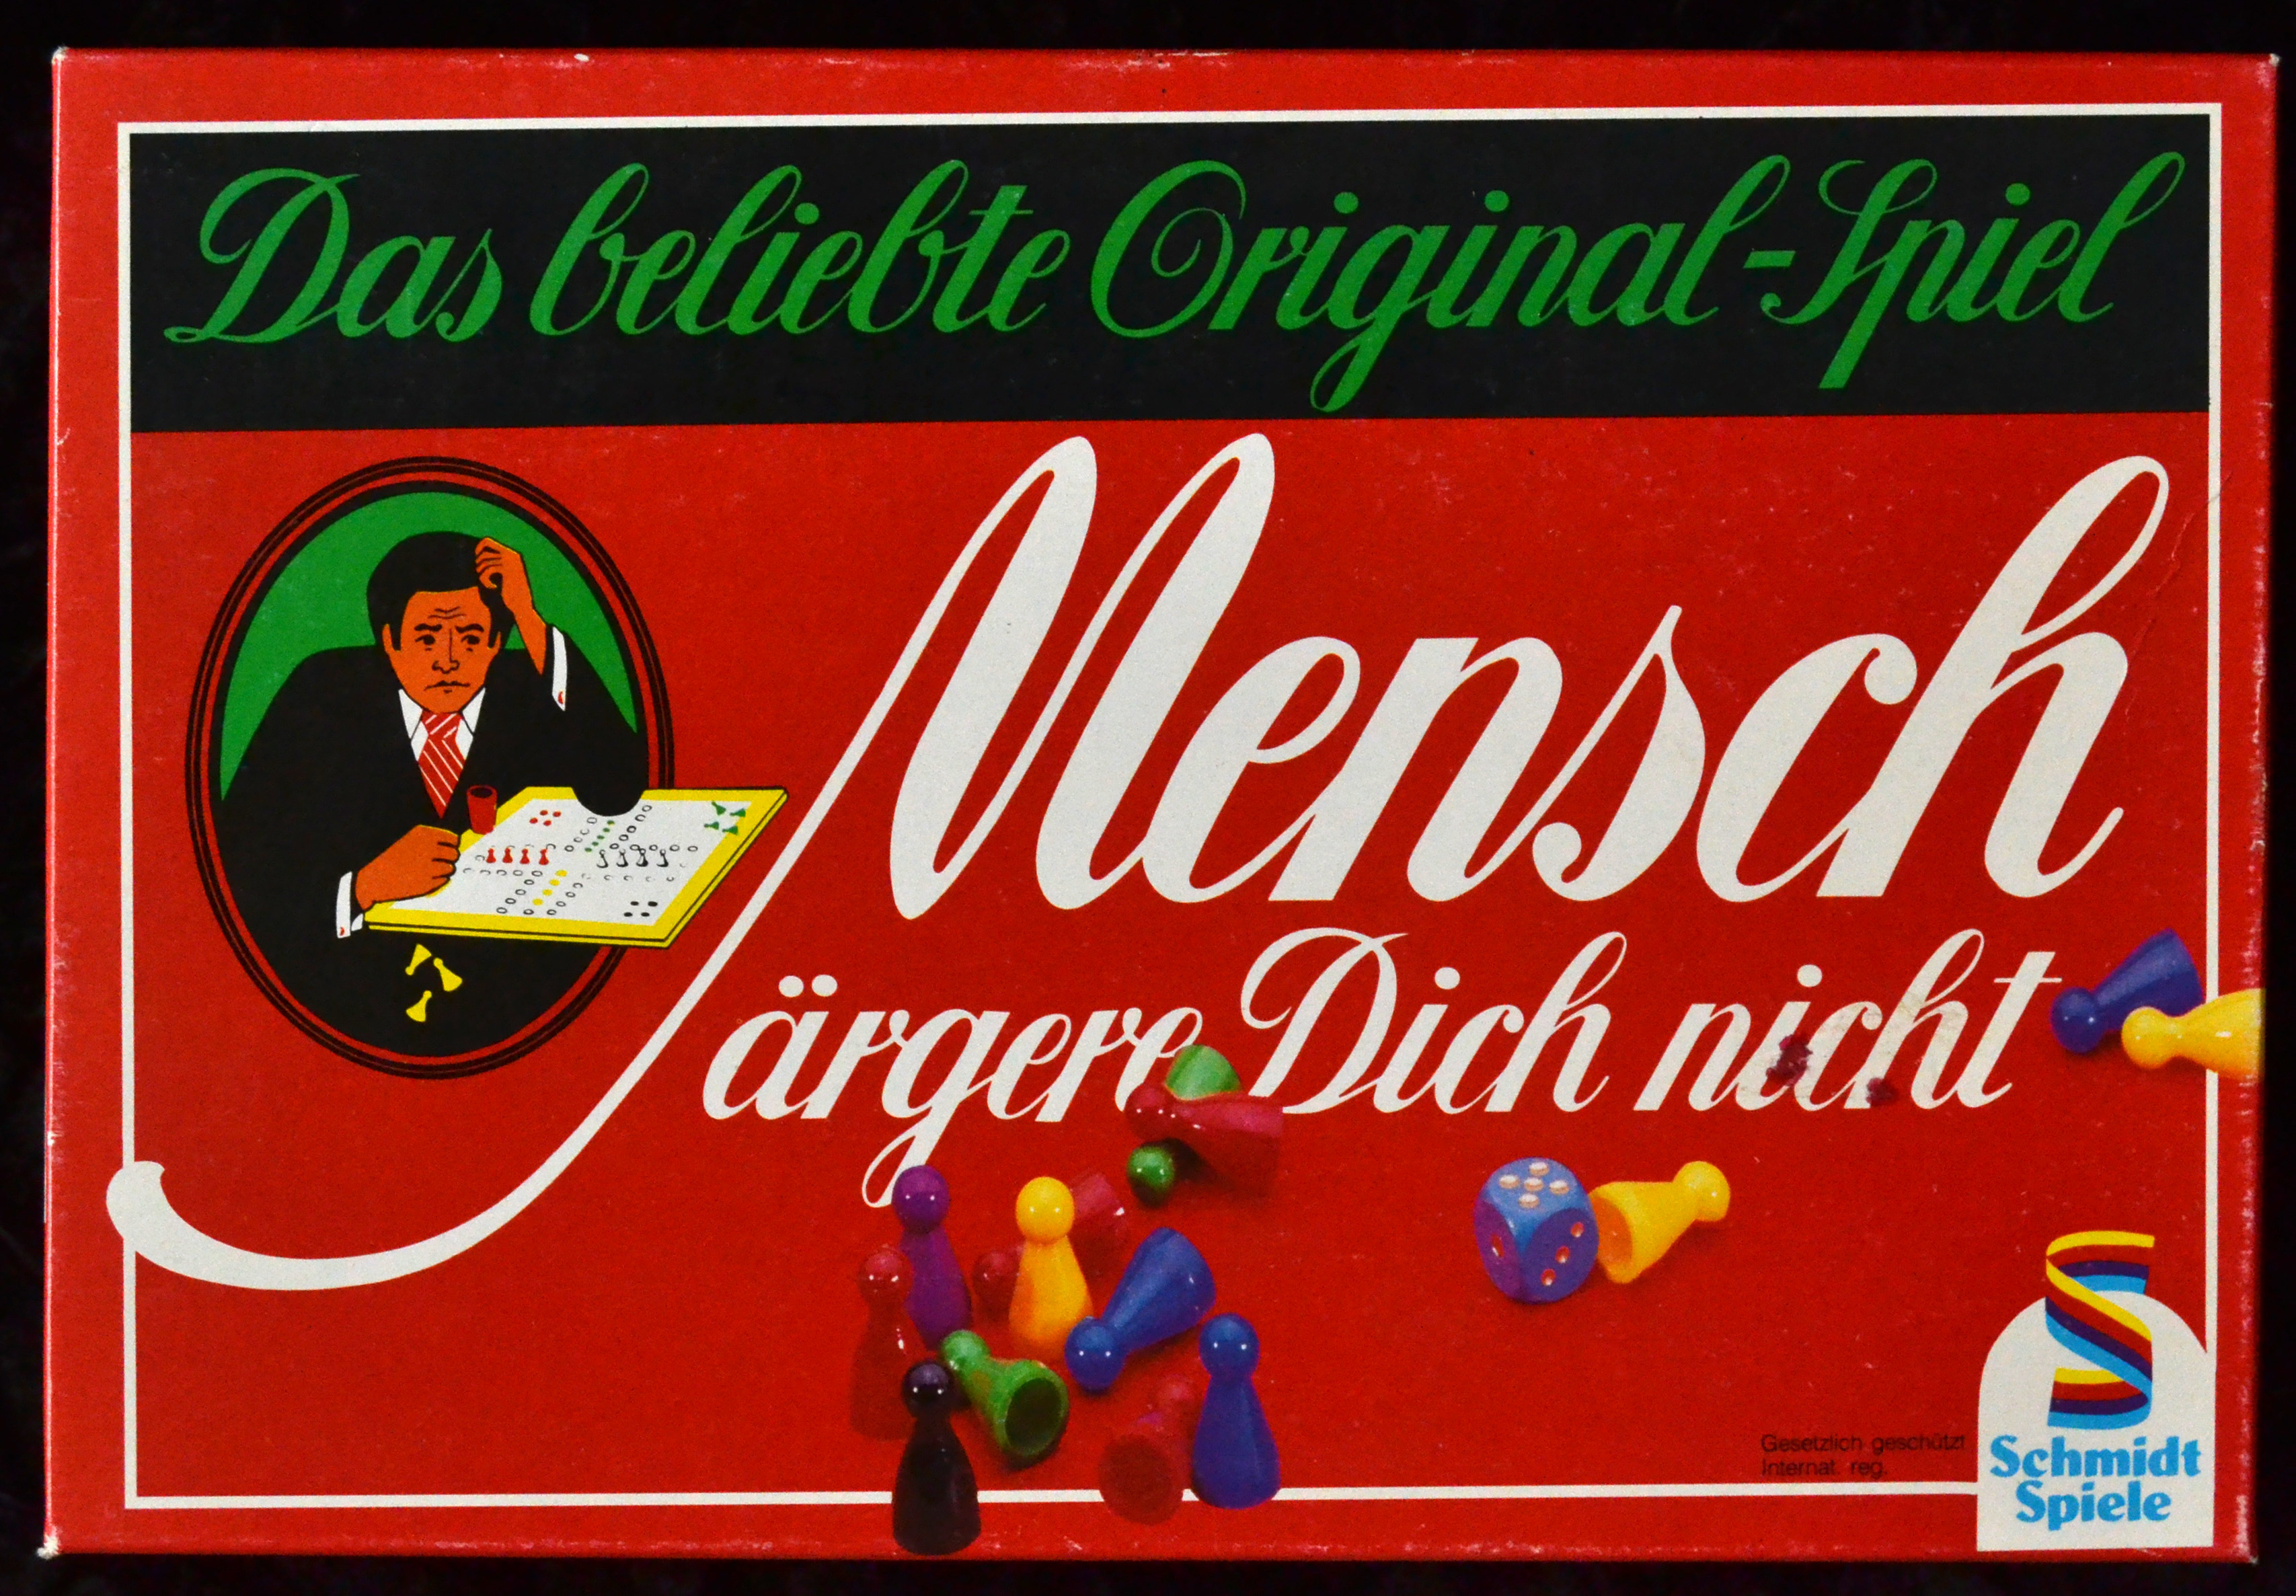 Das beliebte Original-Spiel
Mensch
ärgere Dich nicht
Gesetzlich geschützt
Internat. reg.
Schmidt
Spiele